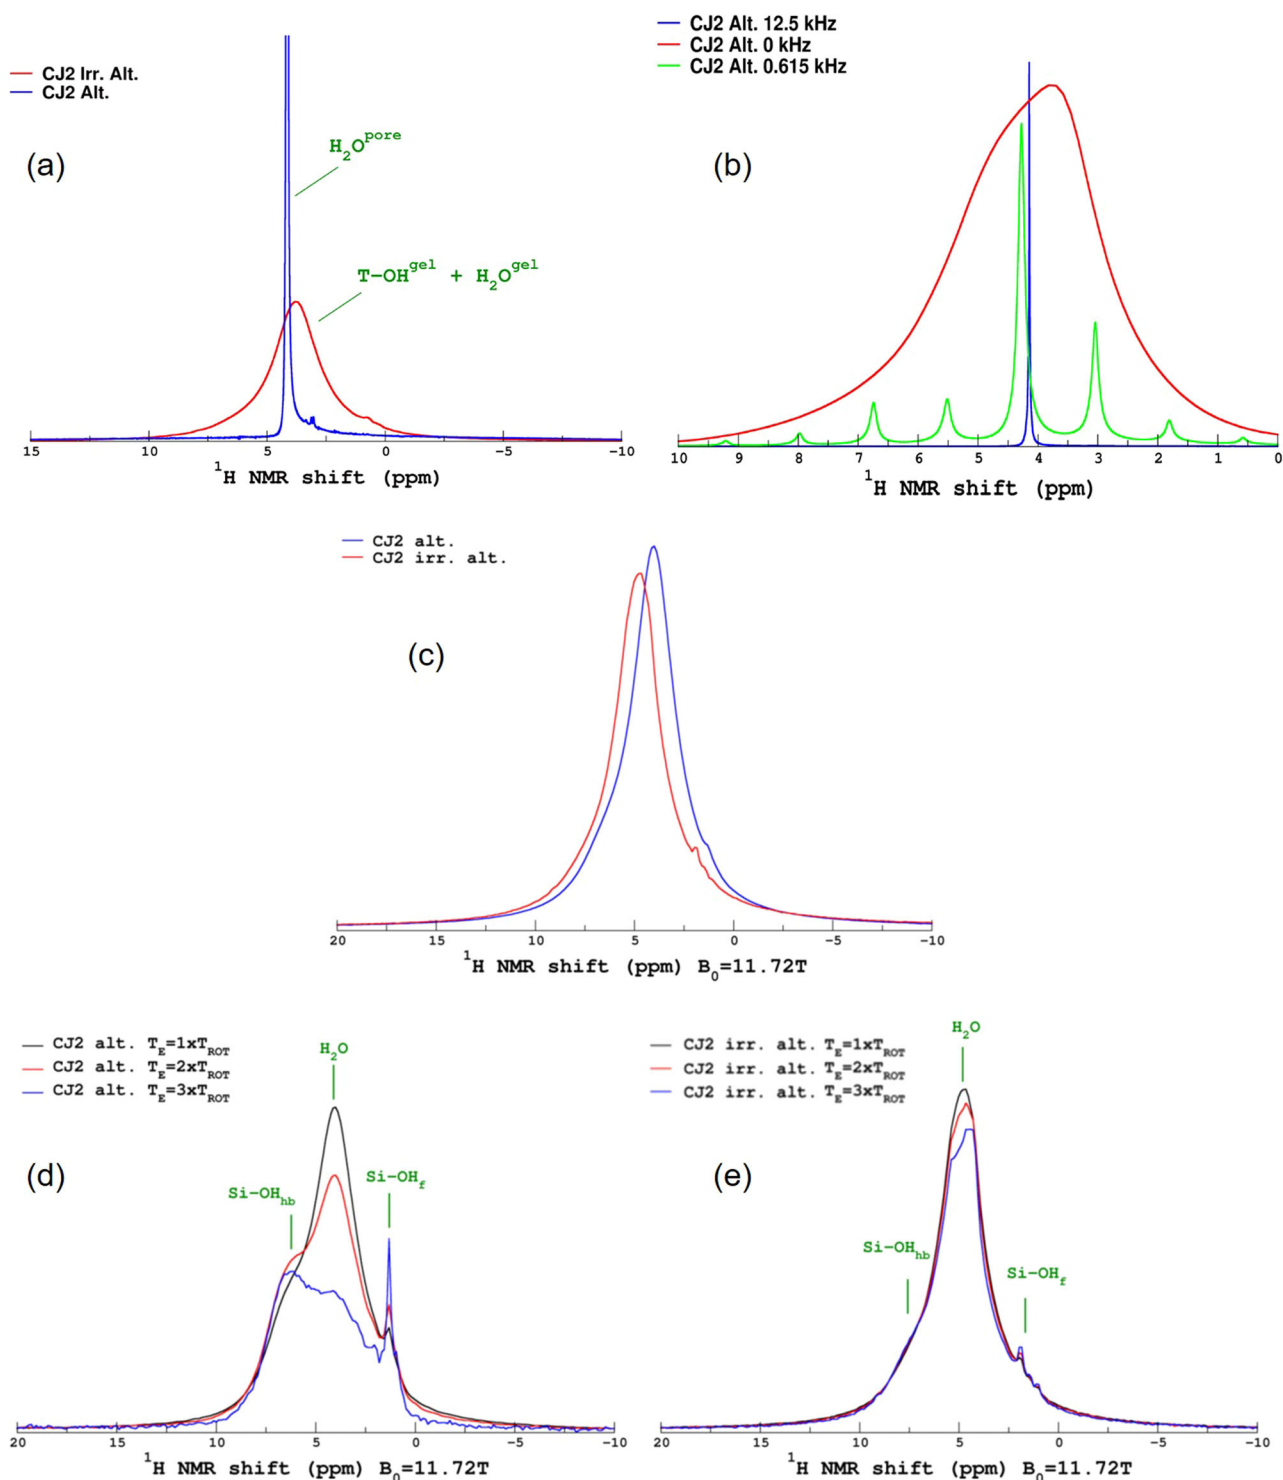 CJ2 Irr. Alt.
CJ2 Alt.
(a)
H2Opore
T-OHgel + H2Ogel
15 10 5 0 -5 -10
1H NMR shift (ppm)
CJ2 Alt. 12.5 kHz
CJ2 Alt. 0 kHz
CJ2 Alt. 0.615 kHz
(b)
10 9 8 7 6 5 4 3 2 1 0
1H NMR shift (ppm)
CJ2 alt.
CJ2 irr. alt.
(c)
20 15 10 5 0 -5 -10
1H NMR shift (ppm) B0=11.72T
CJ2 alt. TE=1xTROT
CJ2 alt. TE=2xTROT
CJ2 alt. TE=3xTROT
(d)
H2O
Si-OHhb
Si-OHf
20 15 10 5 0 -5 -10
1H NMR shift (ppm) B0=11.72T
CJ2 irr. alt. TE=1xTROT
CJ2 irr. alt. TE=2xTROT
CJ2 irr. alt. TE=3xTROT
(e)
H2O
Si-OHhb
Si-OHf
20 15 10 5 0 -5 -10
1H NMR shift (ppm) B0=11.72T